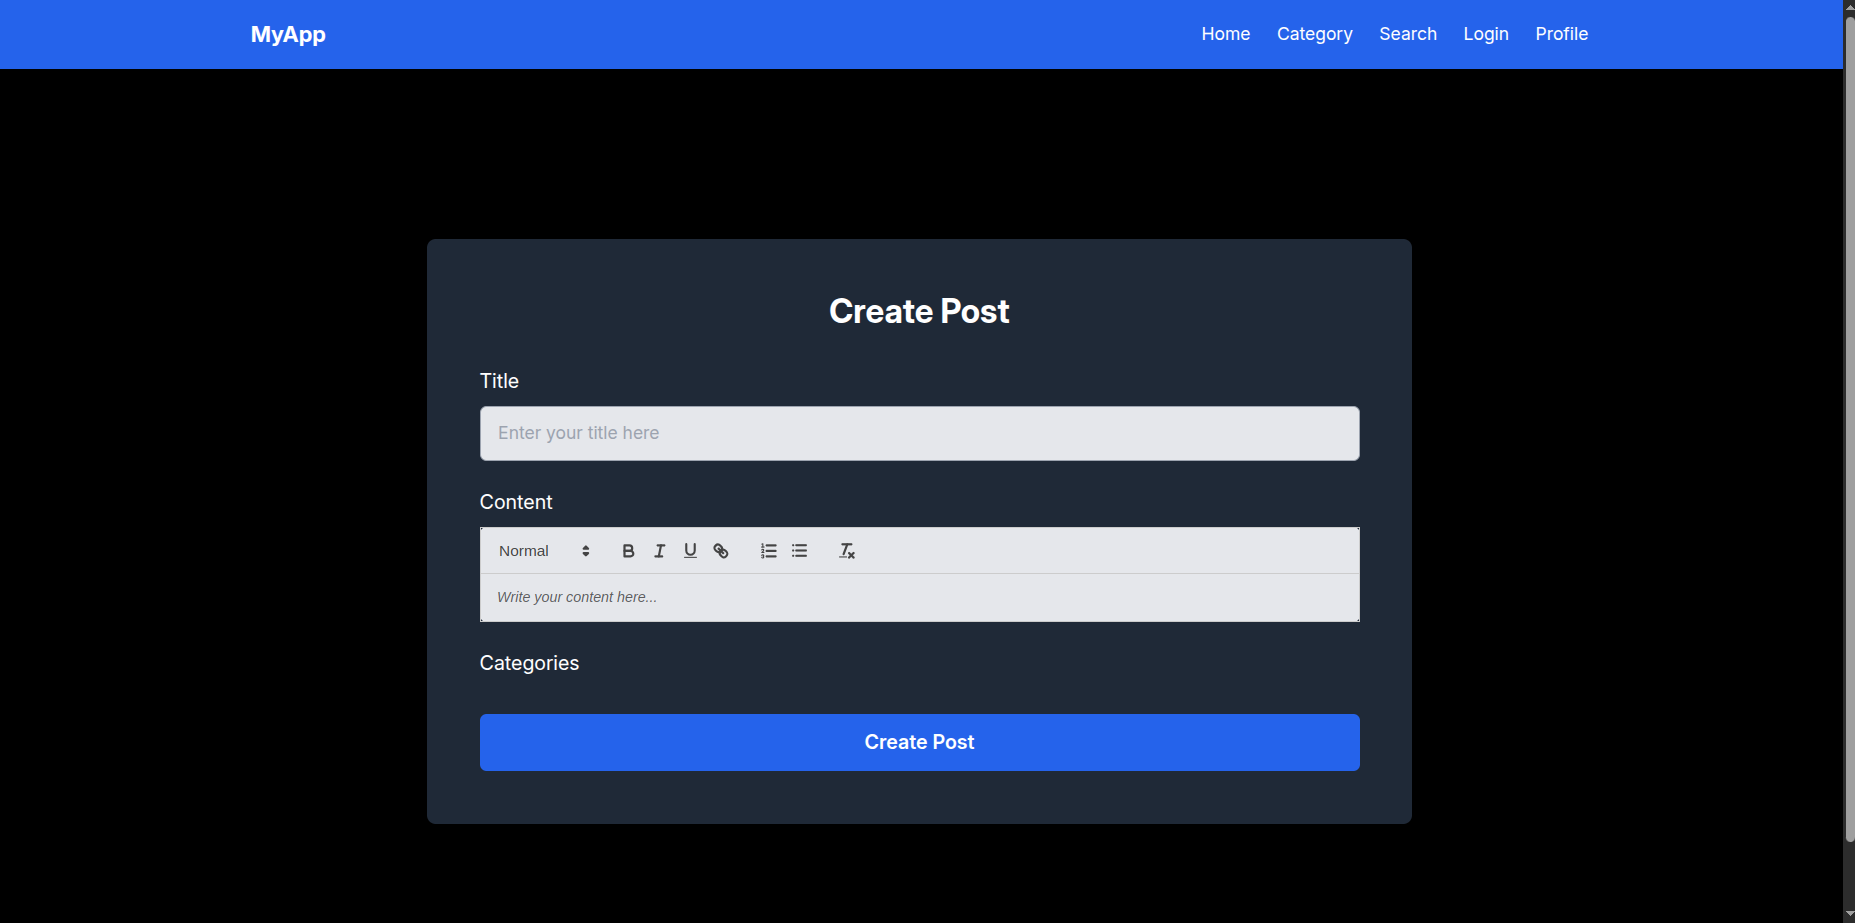 MyApp
Home Category Search Login Profile
Create Post
Title
Enter your title here
Content
Normal
Write your content here...
Categories
Create Post